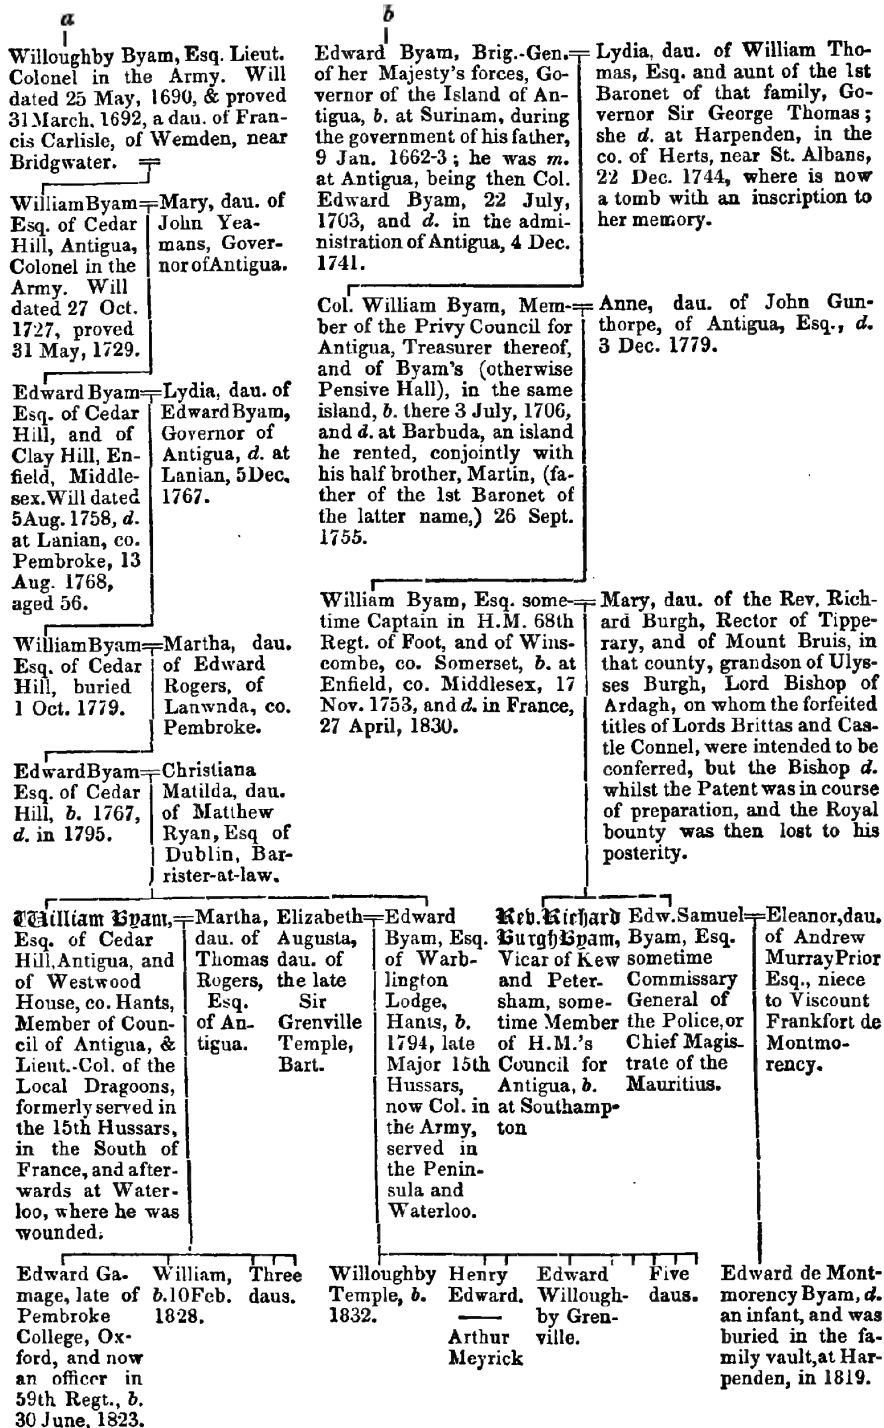 a
Willoughby Byam, Esq. Lieut.
Colonel in the Army. Will
dated 25 May, 1690, & proved
31 March, 1692, a dau. of Fran-
cis Carlisle, of Wemden, near
Bridgwater.
William Byam
Esq. of Cedar
Hill, Antigua,
Colonel in the
Army. Will
dated 27 Oct.
1727, proved
31 May, 1729.
Mary, dau. of
John Yea-
mans, Gover-
nor of Antigua.
Edward Byam
Esq. of Cedar
Hill, and of
Clay Hill, En-
field, Middle-
sex. Will dated
5 Aug. 1758, d.
at Lanian, co.
Pembroke, 13
Aug. 1768,
aged 56.
Lydia, dau. of
Edward Byam,
Governor of
Antigua, d. at
Lanian, 5 Dec.
1767.
William Byam
Esq. of Cedar
Hill, buried
1 Oct. 1779.
Martha, dau.
of Edward
Rogers, of
Lanwnda, co.
Pembroke.
Edward Byam
Esq. of Cedar
Hill, b. 1767,
d. in 1795.
Christiana
Matilda, dau.
of Matthew
Ryan, Esq of
Dublin, Bar-
rister-at-law.
b
Edward Byam, Brig.-Gen.
of her Majesty's forces, Go-
vernor of the Island of An-
tigua, b. at Surinam, during
the government of his father,
9 Jan. 1662-3; he was m.
at Antigua, being then Col.
Edward Byam, 22 July,
1703, and d. in the admi-
nistration of Antigua, 4 Dec.
1741.
Lydia, dau. of William Tho-
mas, Esq. and aunt of the 1st
Baronet of that family, Go-
vernor Sir George Thomas;
she d. at Harpenden, in the
co. of Herts, near St. Albans,
22 Dec. 1744, where is now
a tomb with an inscription to
her memory.
Col. William Byam, Mem-
ber of the Privy Council for
Antigua, Treasurer thereof,
and of Byam's (otherwise
Pensive Hall), in the same
island, b. there 3 July, 1706,
and d. at Barbuda, an island
he rented, conjointly with
his half brother, Martin, (fa-
ther of the 1st Baronet of
the latter name,) 26 Sept.
1755.
Anne, dau. of John Gun-
thorpe, of Antigua, Esq., d.
3 Dec. 1779.
William Byam, Esq. some-
time Captain in H.M. 68th
Regt. of Foot, and of Wins-
combe, co. Somerset, b. at
Enfield, co. Middlesex, 17
Nov. 1753, and d. in France,
27 April, 1830.
Mary, dau. of the Rev. Rich-
ard Burgh, Rector of Tippe-
rary, and of Mount Bruis, in
that county, grandson of Ulys-
ses Burgh, Lord Bishop of
Ardagh, on whom the forfeited
titles of Lords Brittas and Cas-
tle Connel, were intended to be
conferred, but the Bishop d.
whilst the Patent was in course
of preparation, and the Royal
bounty was then lost to his
posterity.
William Byam,
Esq. of Cedar
Hill, Antigua, and
of Westwood
House, co. Hants,
Member of Coun-
cil of Antigua, &
Lieut.-Col. of the
Local Dragoons,
formerly served in
the 15th Hussars,
in the South of
France, and after-
wards at Water-
loo, where he was
wounded.
Martha,
dau. of
Thomas
Rogers,
Esq.
of An-
tigua.
Elizabeth
Augusta,
dau. of
the late
Sir
Grenville
Temple,
Bart.
Edward
Byam, Esq.
of Warb-
lington
Lodge,
Hants, b.
1794, late
Major 15th
Hussars,
now Col. in
the Army,
served in
the Penin-
sula and
Waterloo.
Rev. Richard
Burgh Byam,
Vicar of Kew
and Peter-
sham, some-
time Member
of H.M.'s
Council for
Antigua, b.
at Southamp-
ton
Edw. Samuel
Byam, Esq.
sometime
Commissary
General of
the Police, or
Chief Magis-
trate of the
Mauritius.
Eleanor, dau.
of Andrew
Murray Prior
Esq., niece
to Viscount
Frankfort de
Montmo-
rency.
Edward Ga-
mage, late of
Pembroke
College, Ox-
ford, and now
an officer in
59th Regt., b.
30 June, 1823.
William,
b. 10 Feb.
1828.
Three
daus.
Willoughby
Temple, b.
1832.
Henry
Edward.
Arthur
Meyrick
Edward
Willough-
by Gren-
ville.
Five
daus.
Edward de Mont-
morency Byam, d.
an infant, and was
buried in the fa-
mily vault, at Har-
penden, in 1819.